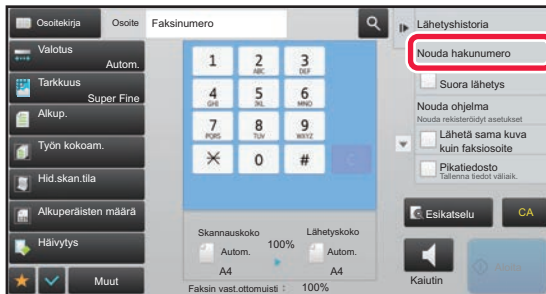 Osoitekirja
Osoite
Faksinumero
Valotus
Autom.
Tarkkuus
Super Fine
Alkup.
Työn kokoam.
Hid.skan.tila
Alkuperäisten määrä
Häivytys
Muut
1
2
ABC
3
DEF
4
GHI
5
JKL
6
MNO
7
PQRS
8
TUV
9
WXYZ
0
#
C
Skannauskoko
Lähetyskoko
100%
Autom.
Autom.
A4
A4
Faksin vast.ottomuisti : 100%
Lähetyshistoria
Nouda hakunumero
Suora lähetys
Nouda ohjelma
Nouda rekisteröidyt asetukset
Lähetä sama kuva
kuin faksiosoite
Pikatiedosto
Tallenna tiedot väliaik.
Esikatselu
CA
Kaiutin